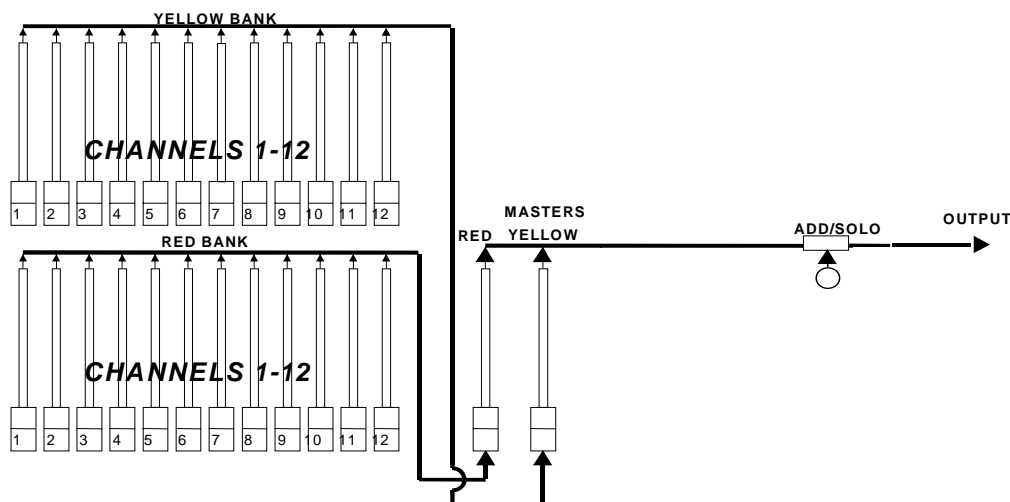 YELLOW BANK
CHANNELS 1-12
1 2 3 4 5 6 7 8 9 10 11 12
RED BANK
CHANNELS 1-12
1 2 3 4 5 6 7 8 9 10 11 12
MASTERS
RED YELLOW
ADD/SOLO
OUTPUT